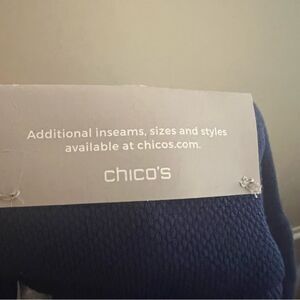 Additional inseams, sizes and styles
available at chicos.com.
chico's